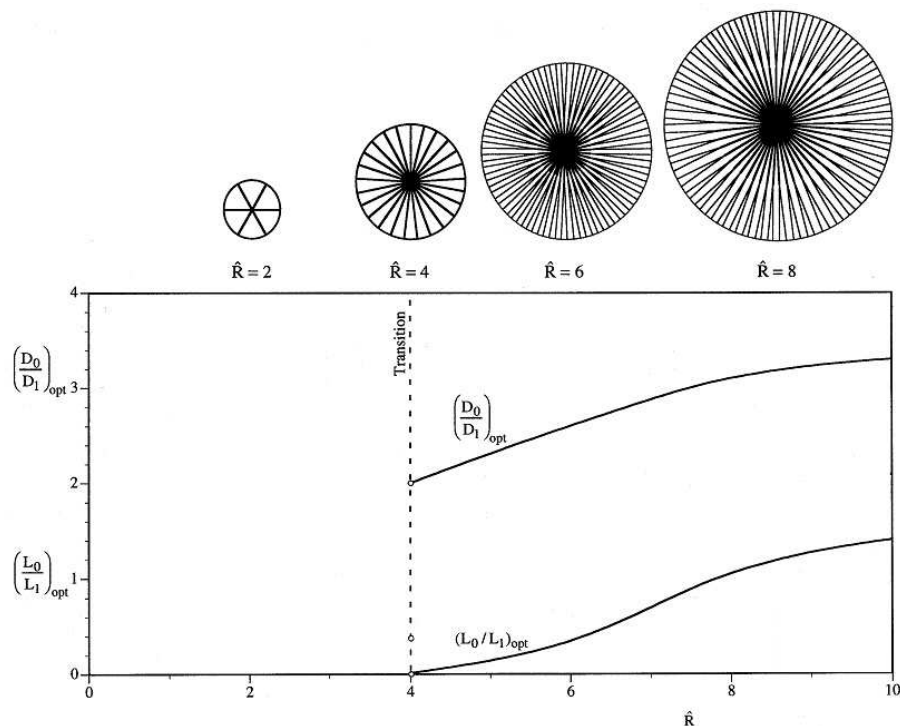 R̂ = 2
R̂ = 4
R̂ = 6
R̂ = 8
4
(D0/D1)opt
3
2
(L0/L1)opt
1
0
Transition
(D0/D1)opt
(L0/L1)opt
0
2
4
6
8
10
R̂